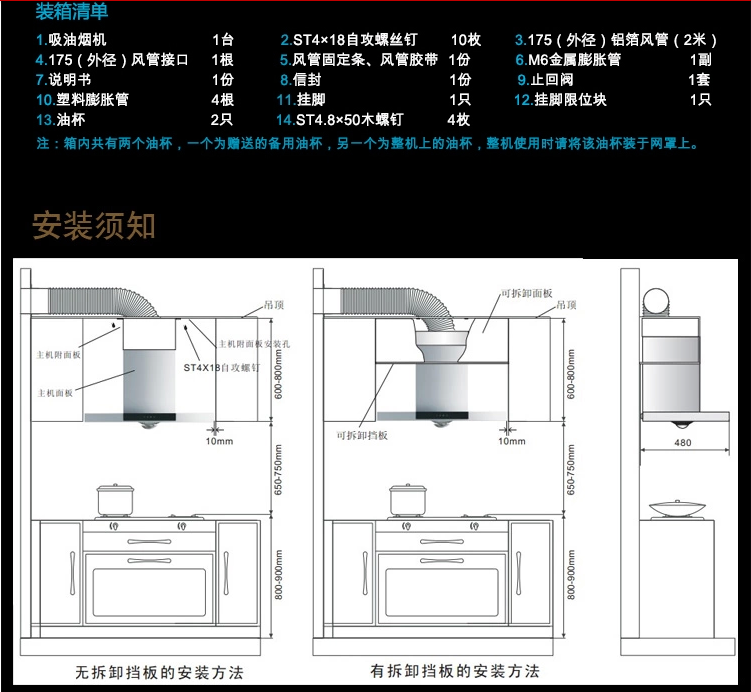 装箱清单
1.吸油烟机 1台 2.ST4×18自攻螺丝钉 10枚 3.175（外径）铝箔风管（2米）
4.175（外径）风管接口 1根 5.风管固定条、风管胶带 1份 6.M6金属膨胀管 1副
7.说明书 1份 8.信封 1份 9.止回阀 1套
10.塑料膨胀管 4根 11.挂脚 1只 12.挂脚限位块 1只
13.油杯 2只 14.ST4.8×50木螺钉 4枚
注：箱内共有两个油杯，一个为赠送的备用油杯，另一个为整机上的油杯，整机使用时请将该油杯装于网罩上。
安装须知
吊顶
主机附面板
主机附面板安装孔
ST4X18自攻螺钉
主机面板
10mm
600-800mm
650-750mm
800-900mm
无拆卸挡板的安装方法
可拆卸面板
吊顶
可拆卸挡板
10mm
600-800mm
650-750mm
800-900mm
有拆卸挡板的安装方法
480